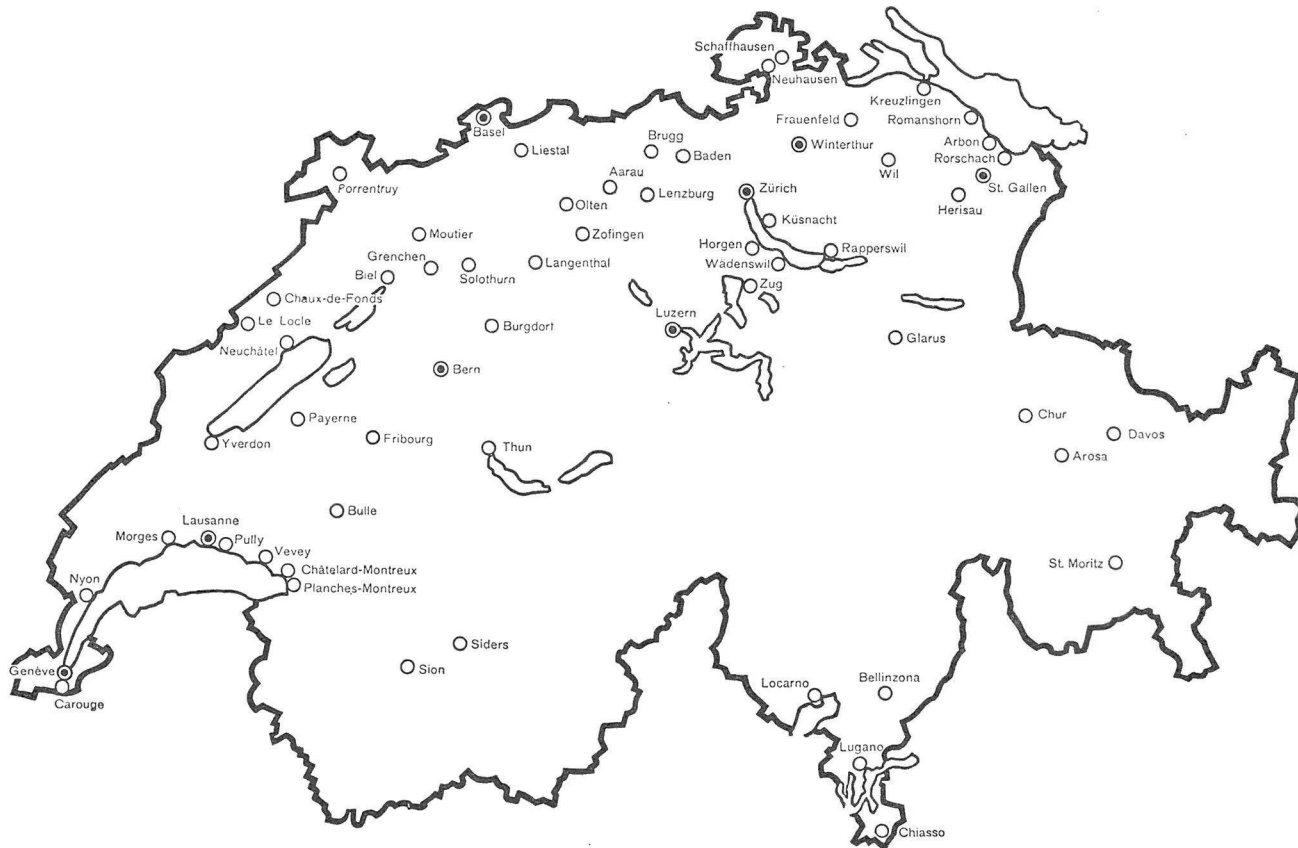 Schaffhausen
Neuhausen
Kreuzlingen
Frauenfeld
Romanshorn
Basel
Brugg
Winterthur
Arbon
Liestal
Baden
Rorschach
Wil
Aarau
Porrentruy
Lenzburg
Zürich
St. Gallen
Olten
Herisau
Küsnacht
Moutier
Zofingen
Horgen
Rapperswil
Grenchen
Solothurn
Langenthal
Wädenswil
Biel
Zug
Chaux-de-Fonds
Luzern
Le Locle
Burgdorf
Glarus
Neuchâtel
Bern
Payerne
Chur
Yverdon
Fribourg
Thun
Davos
Arosa
Bulle
Lausanne
Morges
Pully
Vevey
Châtelard-Montreux
St. Moritz
Nyon
Planches-Montreux
Siders
Genève
Sion
Bellinzona
Locarno
Carouge
Lugano
Chiasso